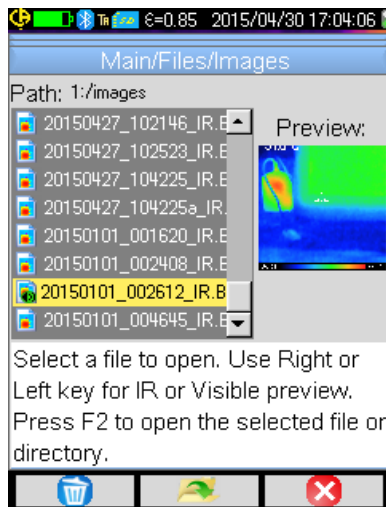 ε=0.85 2015/04/30 17:04:06
Main/Files/Images
Path: 1:/images
20150427_102146_IR.B
Preview:
20150427_102523_IR.B
20150427_104225_IR.B
20150427_104225a_IR.
20150101_001620_IR.B
20150101_002408_IR.B
20150101_002612_IR.B
20150101_004645_IR.B
Select a file to open. Use Right or
Left key for IR or Visible preview.
Press F2 to open the selected file or
directory.